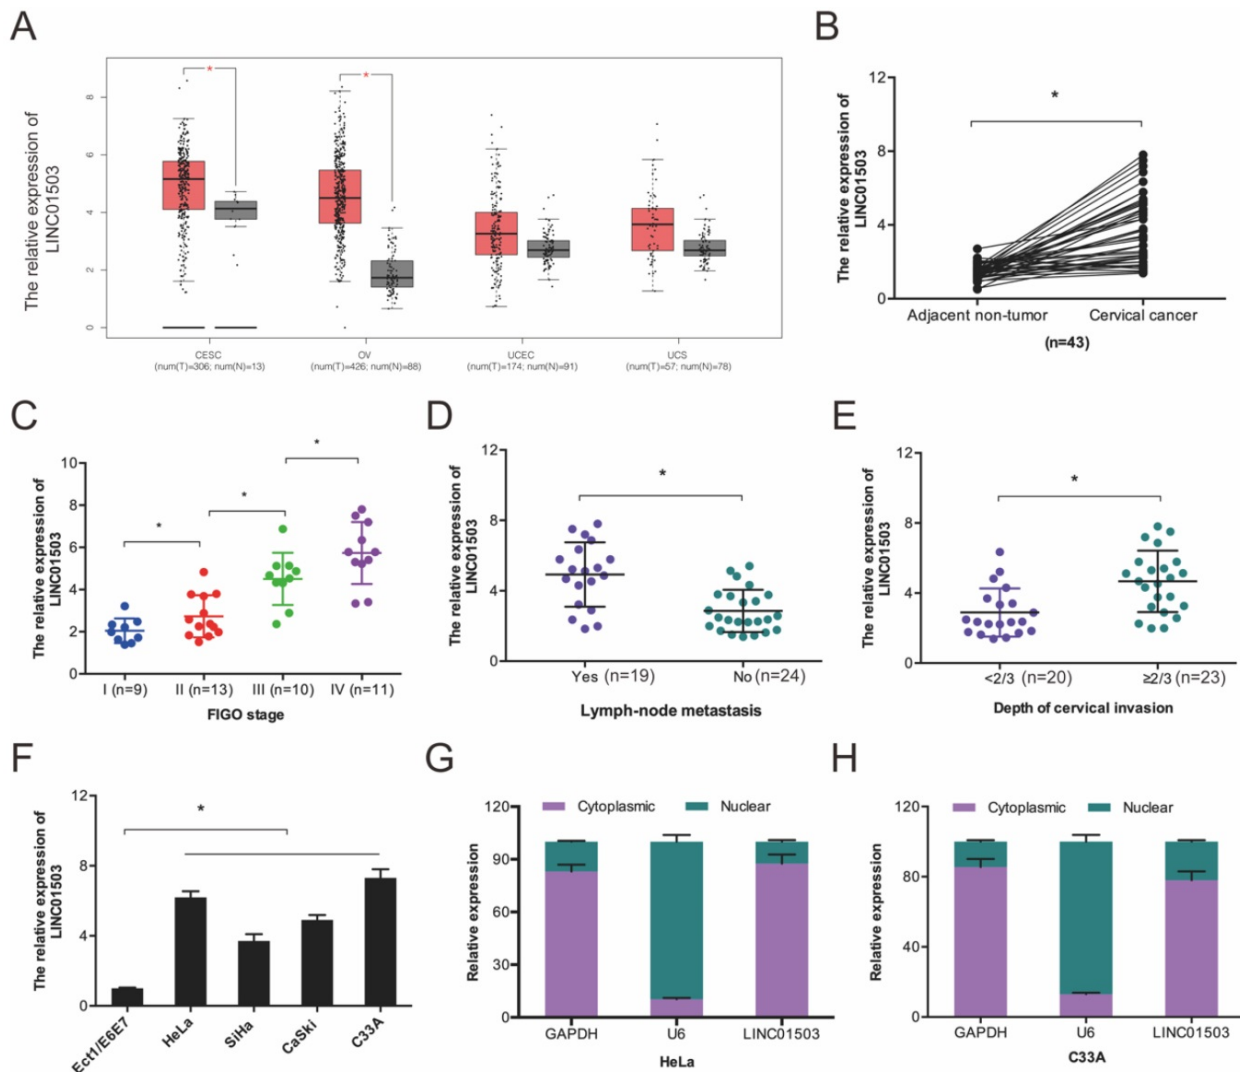 A
The relative expression of
LINC01503
8
6
4
2
0
*
*
CESC
(num(T)=306; num(N)=13)
OV
(num(T)=426; num(N)=88)
UCEC
(num(T)=174; num(N)=91)
UCS
(num(T)=57; num(N)=78)
B
The relative expression of
LINC01503
12
8
4
0
*
Adjacent non-tumor
Cervical cancer
(n=43)
C
The relative expression of
LINC01503
10
8
6
4
2
0
*
*
*
I (n=9)
II (n=13)
III (n=10)
IV (n=11)
FIGO stage
D
The relative expression of
LINC01503
12
8
4
0
*
Yes (n=19)
No (n=24)
Lymph-node metastasis
E
The relative expression of
LINC01503
12
8
4
0
*
<2/3 (n=20)
≥2/3 (n=23)
Depth of cervical invasion
F
The relative expression of
LINC01503
12
8
4
0
*
Ect1/E6E7
HeLa
SiHa
CaSki
C33A
G
Cytoplasmic
Nuclear
Relative expression
120
90
60
30
0
GAPDH
U6
LINC01503
HeLa
H
Cytoplasmic
Nuclear
Relative expression
120
80
40
0
GAPDH
U6
LINC01503
C33A